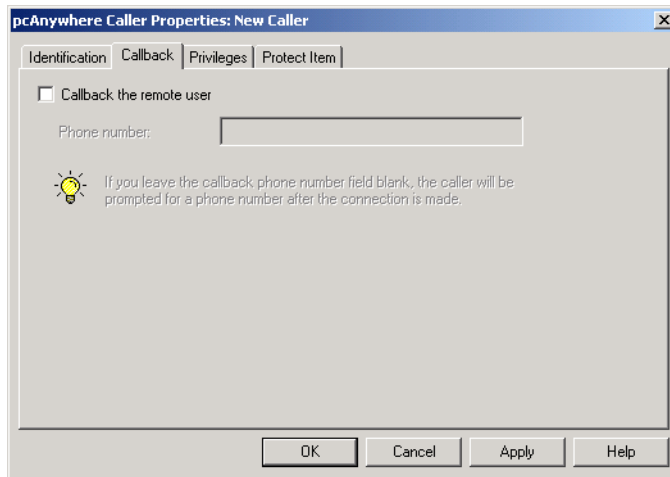 pcAnywhere Caller Properties: New Caller
Identification Callback Privileges Protect Item
Callback the remote user
Phone number:
If you leave the callback phone number field blank, the caller will be
prompted for a phone number after the connection is made.
OK Cancel Apply Help